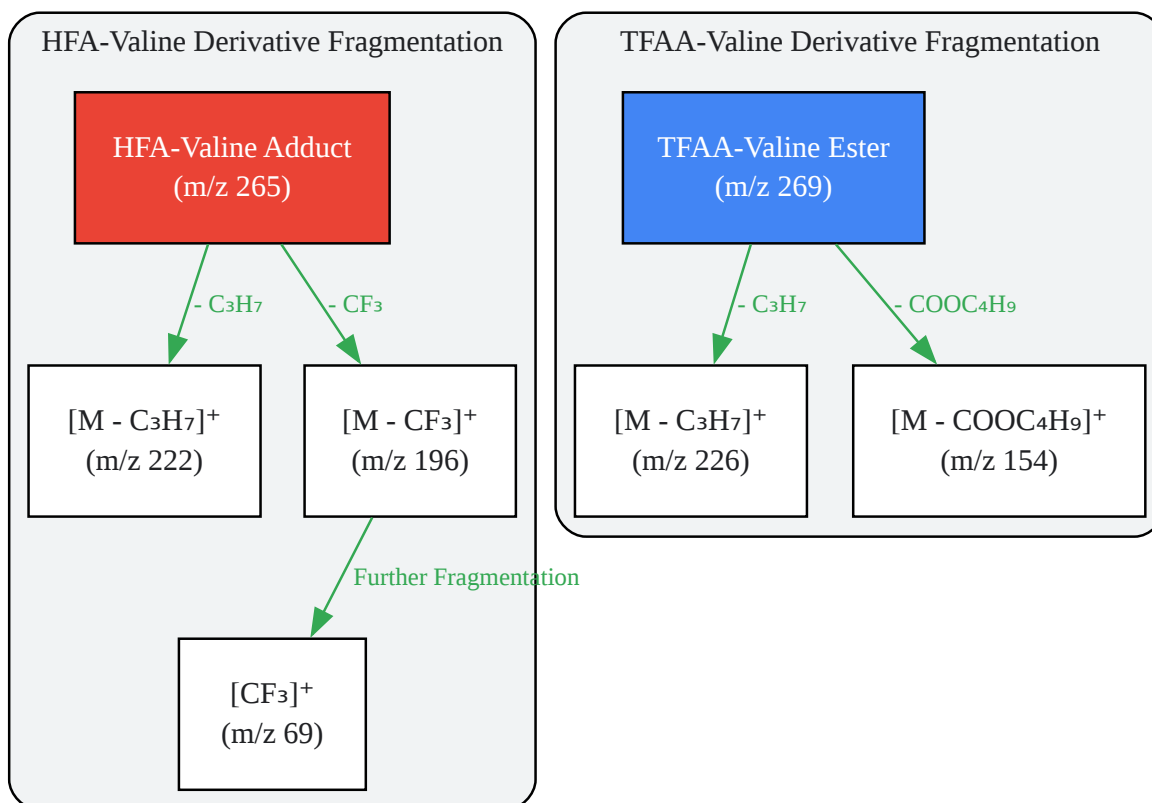 HFA-Valine Derivative Fragmentation
HFA-Valine Adduct
(m/z 265)
- C₃H₇
- CF₃
[M - C₃H₇]⁺
(m/z 222)
[M - CF₃]⁺
(m/z 196)
Further Fragmentation
[CF₃]⁺
(m/z 69)
TFAA-Valine Derivative Fragmentation
TFAA-Valine Ester
(m/z 269)
- C₃H₇
- COOC₄H₉
[M - C₃H₇]⁺
(m/z 226)
[M - COOC₄H₉]⁺
(m/z 154)